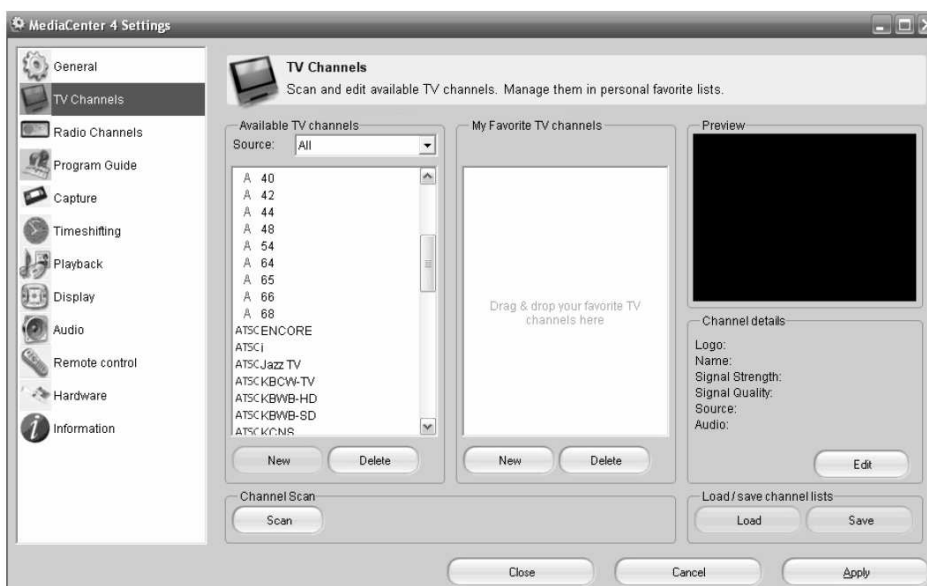 MediaCenter 4 Settings
General
TV Channels
Radio Channels
Program Guide
Capture
Timeshifting
Playback
Display
Audio
Remote control
Hardware
Information
TV Channels
Scan and edit available TV channels. Manage them in personal favorite lists.
Available TV channels
Source: All
A 40
A 42
A 44
A 48
A 54
A 64
A 65
A 66
A 68
ATSC ENCORE
ATSC i
ATSC Jazz TV
ATSC KBCW-TV
ATSC KBWB-HD
ATSC KBWB-SD
ATSC KCNS
New Delete
My Favorite TV channels
Drag & drop your favorite TV
channels here
New Delete
Preview
Channel details
Logo:
Name:
Signal Strength:
Signal Quality:
Source:
Audio:
Edit
Channel Scan
Scan
Load / save channel lists
Load Save
Close Cancel Apply